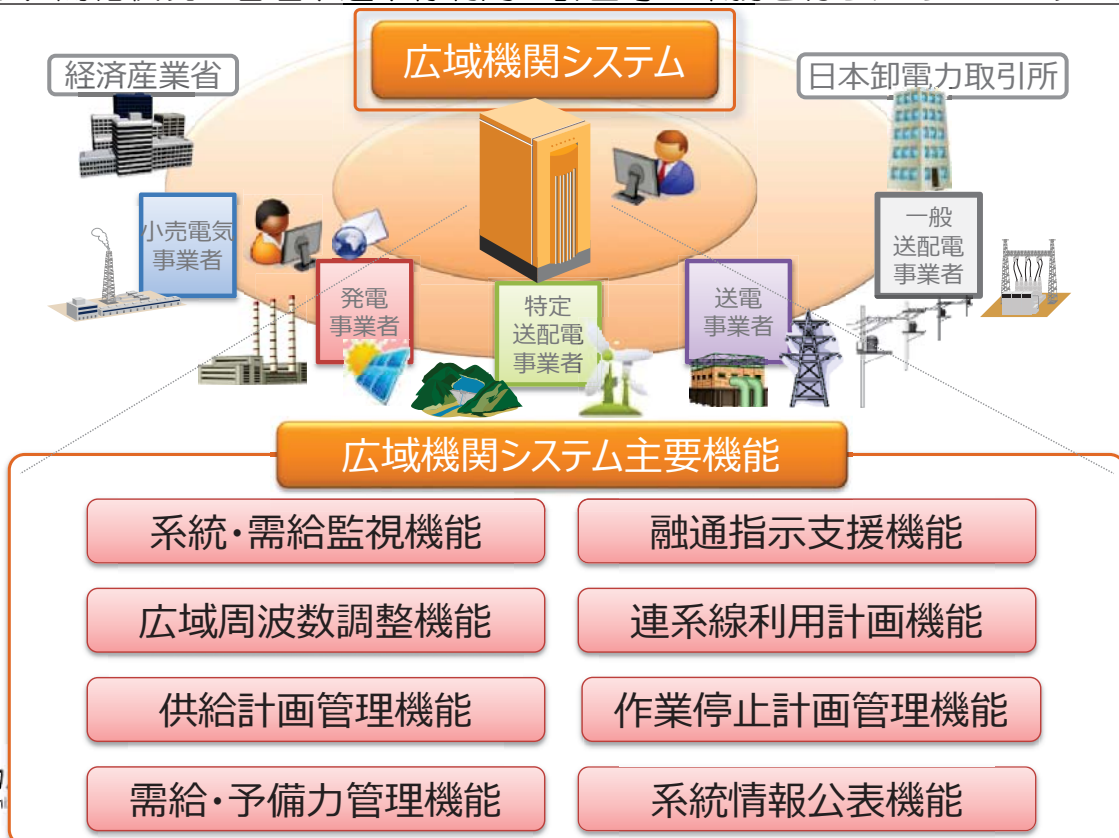 広域機関システム
経済産業省
日本卸電力取引所
小売電気
事業者
一般
送配電
事業者
発電
事業者
特定
送配電
事業者
送電
事業者
広域機関システム主要機能
系統・需給監視機能
融通指示支援機能
広域周波数調整機能
連系線利用計画機能
供給計画管理機能
作業停止計画管理機能
需給・予備力管理機能
系統情報公表機能